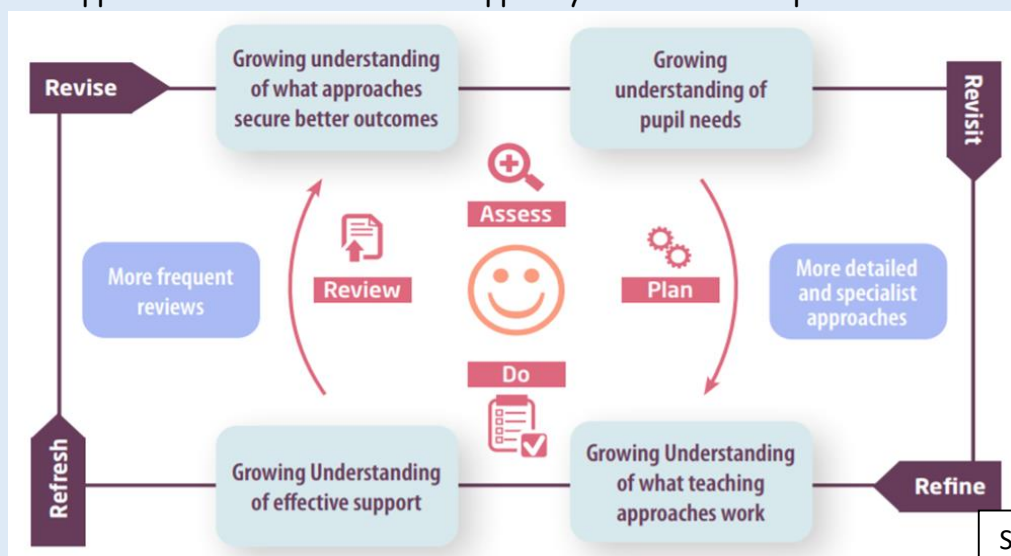 Revise
Growing understanding
of what approaches
secure better outcomes
Growing
understanding of
pupil needs
Revisit
Assess
More frequent
reviews
Review
Plan
More detailed
and specialist
approaches
Do
Refresh
Growing Understanding
of effective support
Growing Understanding
of what teaching
approaches work
Refine
S